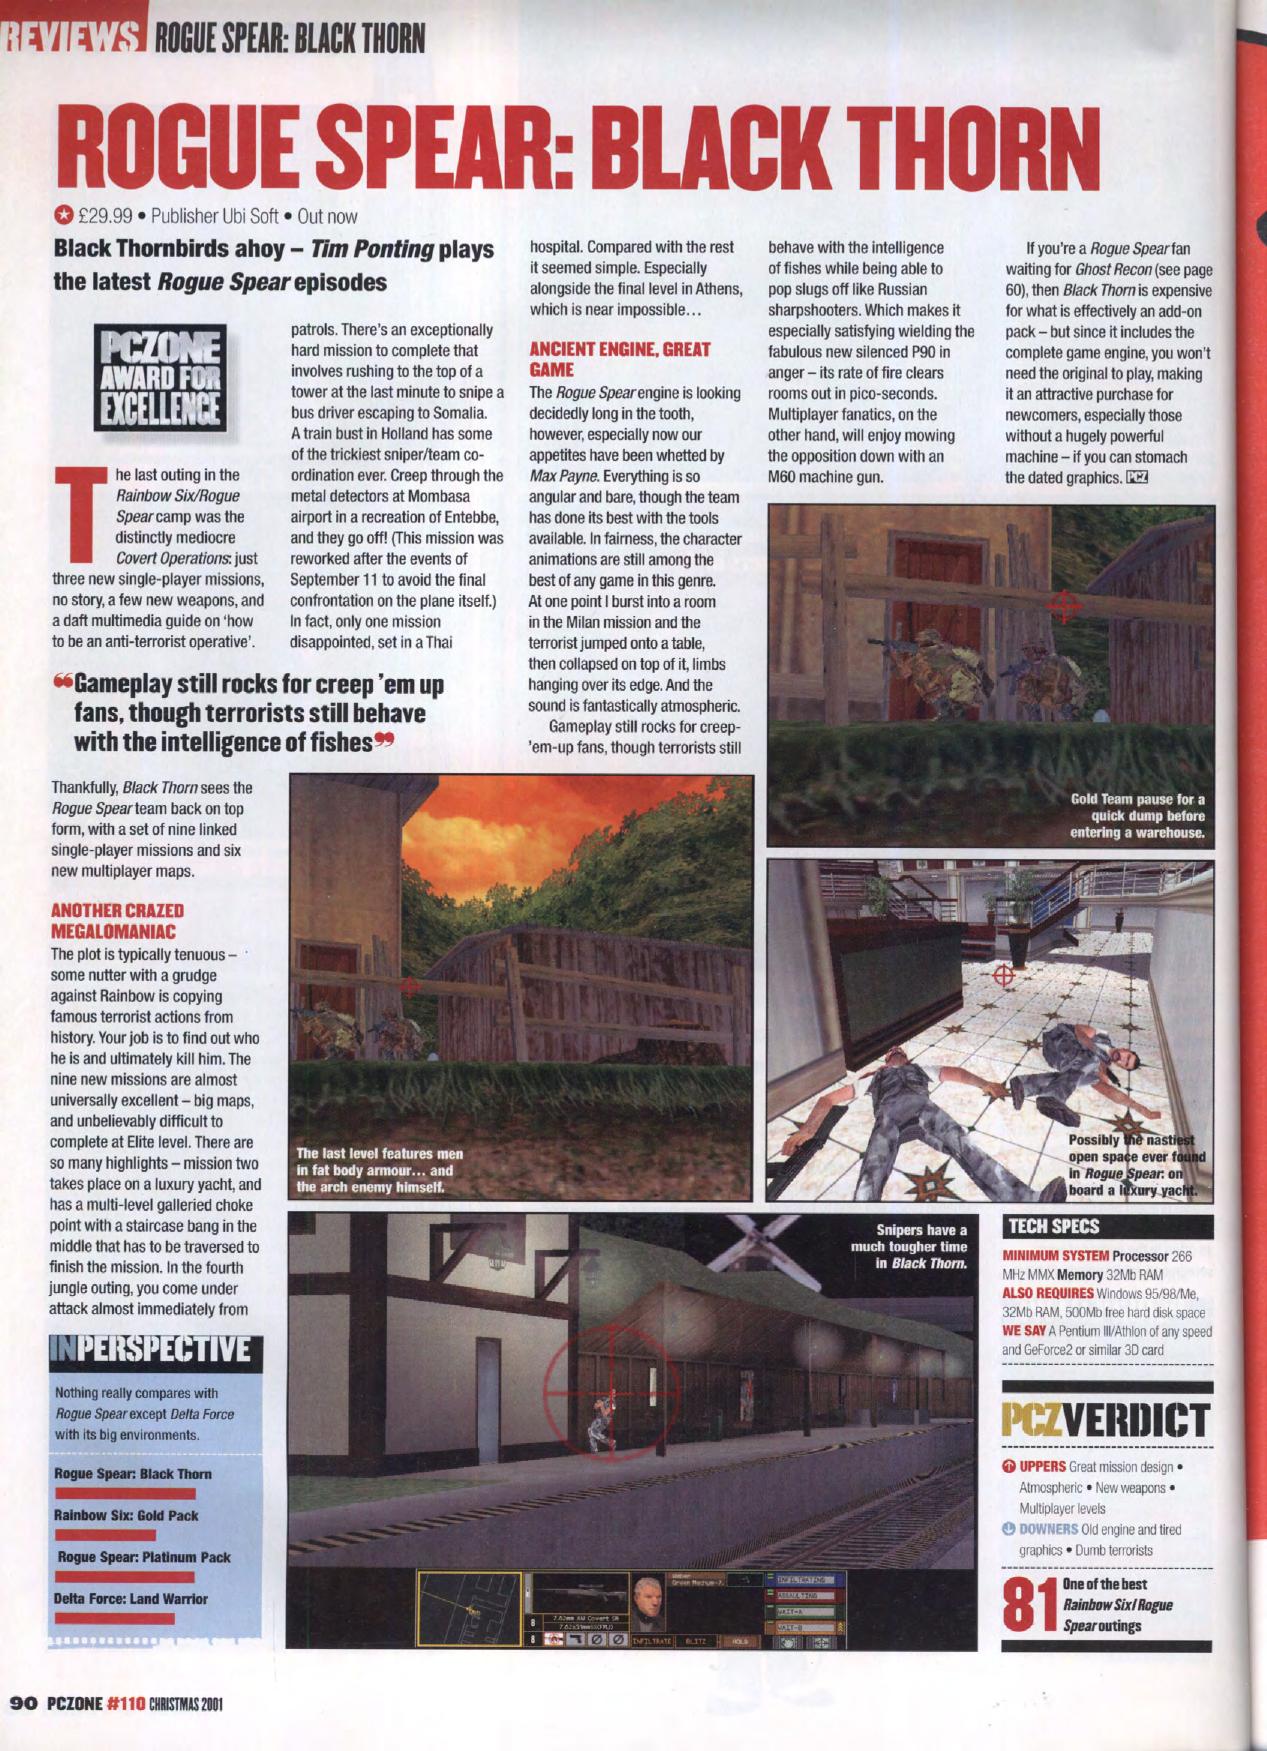 REVIEWS ROGUE SPEAR: BLACK THORN
ROGUE SPEAR: BLACK THORN
£29.99 • Publisher Ubi Soft • Out now
Black Thornbirds ahoy – Tim Ponting plays
the latest Rogue Spear episodes
PCZONE
AWARD FOR
EXCELLENCE
The last outing in the
Rainbow Six/Rogue
Spear camp was the
distinctly mediocre
Covert Operations: just
three new single-player missions,
no story, a few new weapons, and
a daft multimedia guide on 'how
to be an anti-terrorist operative'.
“Gameplay still rocks for creep 'em up
fans, though terrorists still behave
with the intelligence of fishes”
Thankfully, Black Thorn sees the
Rogue Spear team back on top
form, with a set of nine linked
single-player missions and six
new multiplayer maps.
ANOTHER CRAZED
MEGALOMANIAC
The plot is typically tenuous –
some nutter with a grudge
against Rainbow is copying
famous terrorist actions from
history. Your job is to find out who
he is and ultimately kill him. The
nine new missions are almost
universally excellent – big maps,
and unbelievably difficult to
complete at Elite level. There are
so many highlights – mission two
takes place on a luxury yacht, and
has a multi-level galleried choke
point with a staircase bang in the
middle that has to be traversed to
finish the mission. In the fourth
jungle outing, you come under
attack almost immediately from
patrols. There's an exceptionally
hard mission to complete that
involves rushing to the top of a
tower at the last minute to snipe a
bus driver escaping to Somalia.
A train bust in Holland has some
of the trickiest sniper/team co-
ordination ever. Creep through the
metal detectors at Mombasa
airport in a recreation of Entebbe,
and they go off! (This mission was
reworked after the events of
September 11 to avoid the final
confrontation on the plane itself.)
In fact, only one mission
disappointed, set in a Thai
hospital. Compared with the rest
it seemed simple. Especially
alongside the final level in Athens,
which is near impossible...
ANCIENT ENGINE, GREAT
GAME
The Rogue Spear engine is looking
decidedly long in the tooth,
however, especially now our
appetites have been whetted by
Max Payne. Everything is so
angular and bare, though the team
has done its best with the tools
available. In fairness, the character
animations are still among the
best of any game in this genre.
At one point I burst into a room
in the Milan mission and the
terrorist jumped onto a table,
then collapsed on top of it, limbs
hanging over its edge. And the
sound is fantastically atmospheric.
Gameplay still rocks for creep-
'em-up fans, though terrorists still
behave with the intelligence
of fishes while being able to
pop slugs off like Russian
sharpshooters. Which makes it
especially satisfying wielding the
fabulous new silenced P90 in
anger – its rate of fire clears
rooms out in pico-seconds.
Multiplayer fanatics, on the
other hand, will enjoy mowing
the opposition down with an
M60 machine gun.
If you're a Rogue Spear fan
waiting for Ghost Recon (see page
60), then Black Thorn is expensive
for what is effectively an add-on
pack – but since it includes the
complete game engine, you won't
need the original to play, making
it an attractive purchase for
newcomers, especially those
without a hugely powerful
machine – if you can stomach
the dated graphics. PCZ
Gold Team pause for a
quick dump before
entering a warehouse.
The last level features men
in fat body armour... and
the arch enemy himself.
Possibly the nastiest
open space ever found
in Rogue Spear: on
board a luxury yacht.
Snipers have a
much tougher time
in Black Thorn.
INFILTRATING
ASSAULTING
WAIT-A
WAIT-B
INFILTRATE BLITZ HOLD
INPERSPECTIVE
Nothing really compares with
Rogue Spear except Delta Force
with its big environments.
Rogue Spear: Black Thorn
Rainbow Six: Gold Pack
Rogue Spear: Platinum Pack
Delta Force: Land Warrior
TECH SPECS
MINIMUM SYSTEM Processor 266
MHz MMX Memory 32Mb RAM
ALSO REQUIRES Windows 95/98/Me,
32Mb RAM, 500Mb free hard disk space
WE SAY A Pentium III/Athlon of any speed
and GeForce2 or similar 3D card
PCZVERDICT
UPPERS Great mission design •
Atmospheric • New weapons •
Multiplayer levels
DOWNERS Old engine and tired
graphics • Dumb terrorists
81 One of the best
Rainbow Six/Rogue
Spear outings
90 PCZONE #110 CHRISTMAS 2001